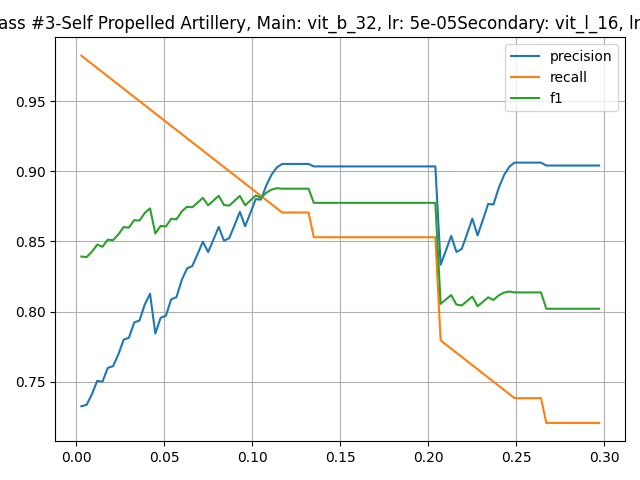 ass #3-Self Propelled Artillery, Main: vit_b_32, lr: 5e-05Secondary: vit_l_16, lr
precision
recall
f1
0.95
0.90
0.85
0.80
0.75
0.00 0.05 0.10 0.15 0.20 0.25 0.30